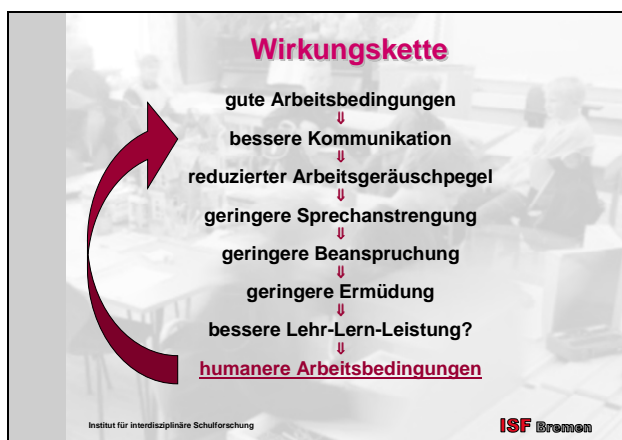 Wirkungskette
gute Arbeitsbedingungen
⇓
bessere Kommunikation
⇓
reduzierter Arbeitsgeräuschpegel
⇓
geringere Sprechanstrengung
⇓
geringere Beanspruchung
⇓
geringere Ermüdung
⇓
bessere Lehr-Lern-Leistung?
⇓
humanere Arbeitsbedingungen
Institut für interdisziplinäre Schulforschung
ISF Bremen